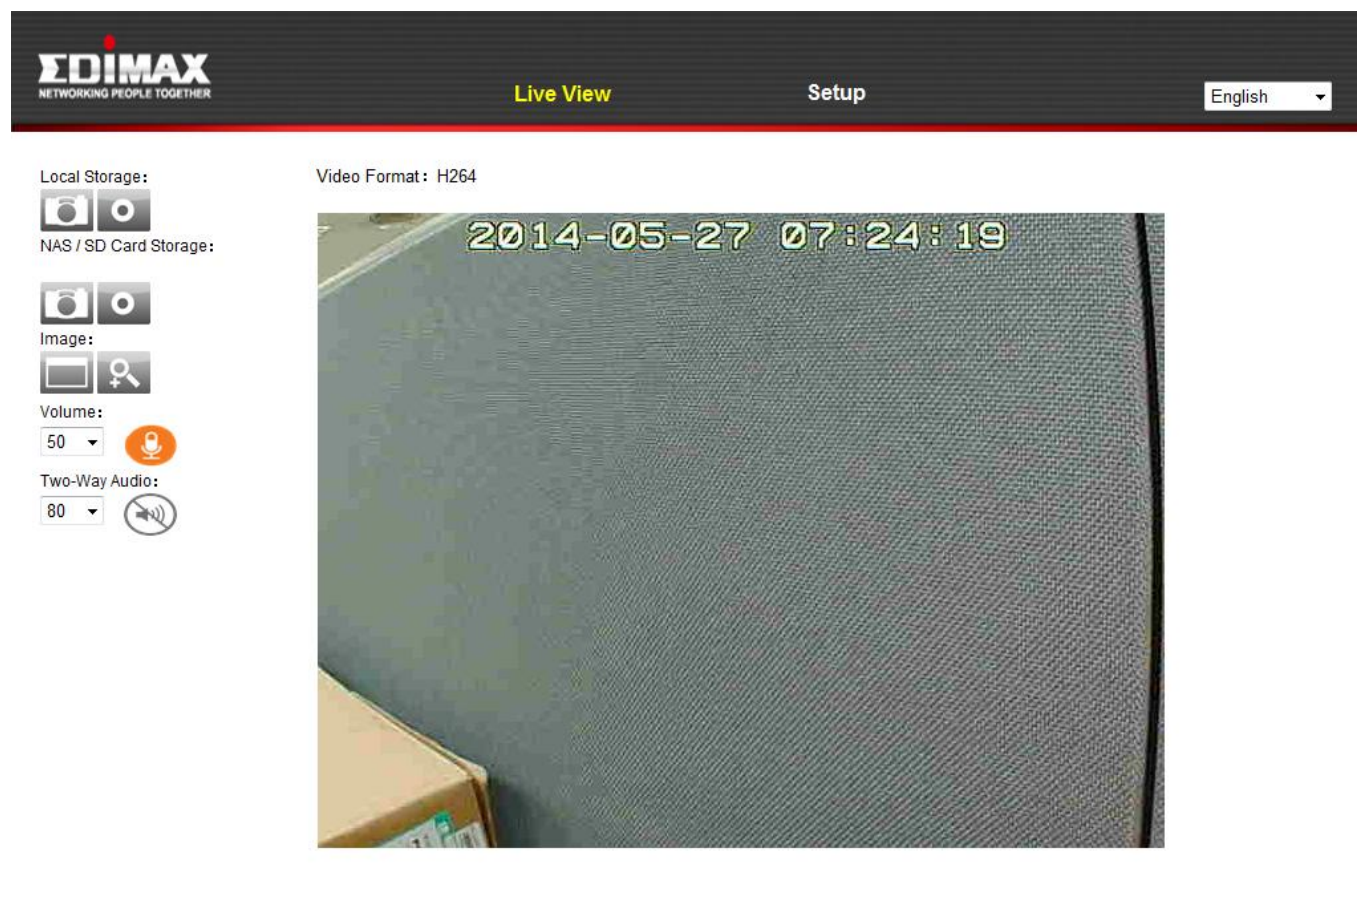 EDIMAX
NETWORKING PEOPLE TOGETHER
Live View
Setup
English
Local Storage:
NAS / SD Card Storage:
Image:
Volume:
50
Two-Way Audio:
80
Video Format: H264
2014-05-27 07:24:19